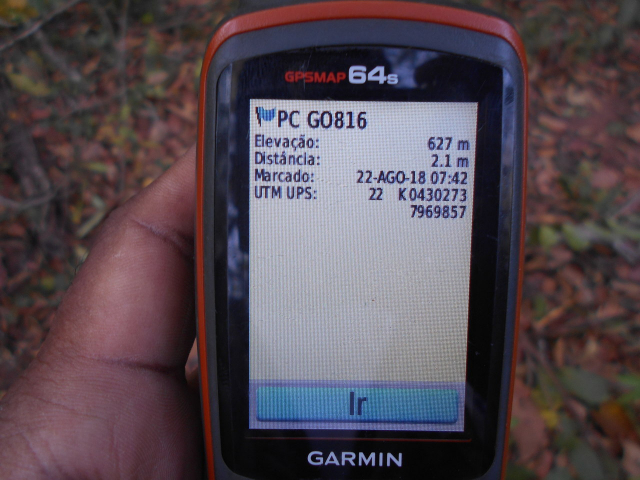 GPSMAP 64s
PC GO816
Elevação: 627 m
Distância: 2.1 m
Marcado: 22-AGO-18 07:42
UTM UPS: 22 K 0430273
7969857
Ir
GARMIN